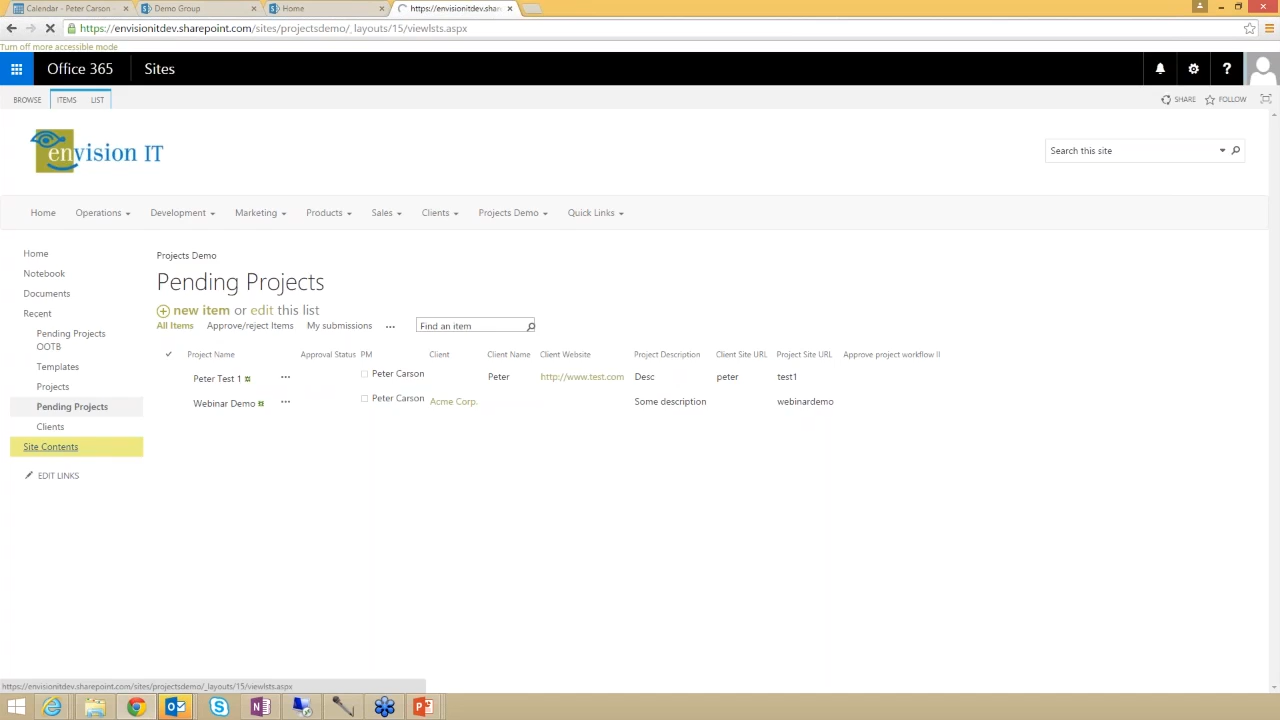 Calendar - Peter Carson -
Demo Group
Home
https://envisionitdev.share
https://envisionitdev.sharepoint.com/sites/projectsdemo/_layouts/15/viewlsts.aspx
Turn off more accessible mode
Office 365
Sites
?
BROWSE
ITEMS
LIST
SHARE
FOLLOW
envision IT
Search this site
Home
Operations
Development
Marketing
Products
Sales
Clients
Projects Demo
Quick Links
Home
Notebook
Documents
Recent
Pending Projects
OOTB
Templates
Projects
Pending Projects
Clients
Site Contents
EDIT LINKS
Projects Demo
Pending Projects
new item or edit this list
All Items Approve/reject Items My submissions ...
Find an item
Project Name Approval Status PM Client Client Name Client Website Project Description Client Site URL Project Site URL Approve project workflow II
Peter Test 1 ... Peter Carson Peter http://www.test.com Desc peter test1
Webinar Demo ... Peter Carson Acme Corp. Some description webinardemo
https://envisionitdev.sharepoint.com/sites/projectsdemo/_layouts/15/viewlsts.aspx